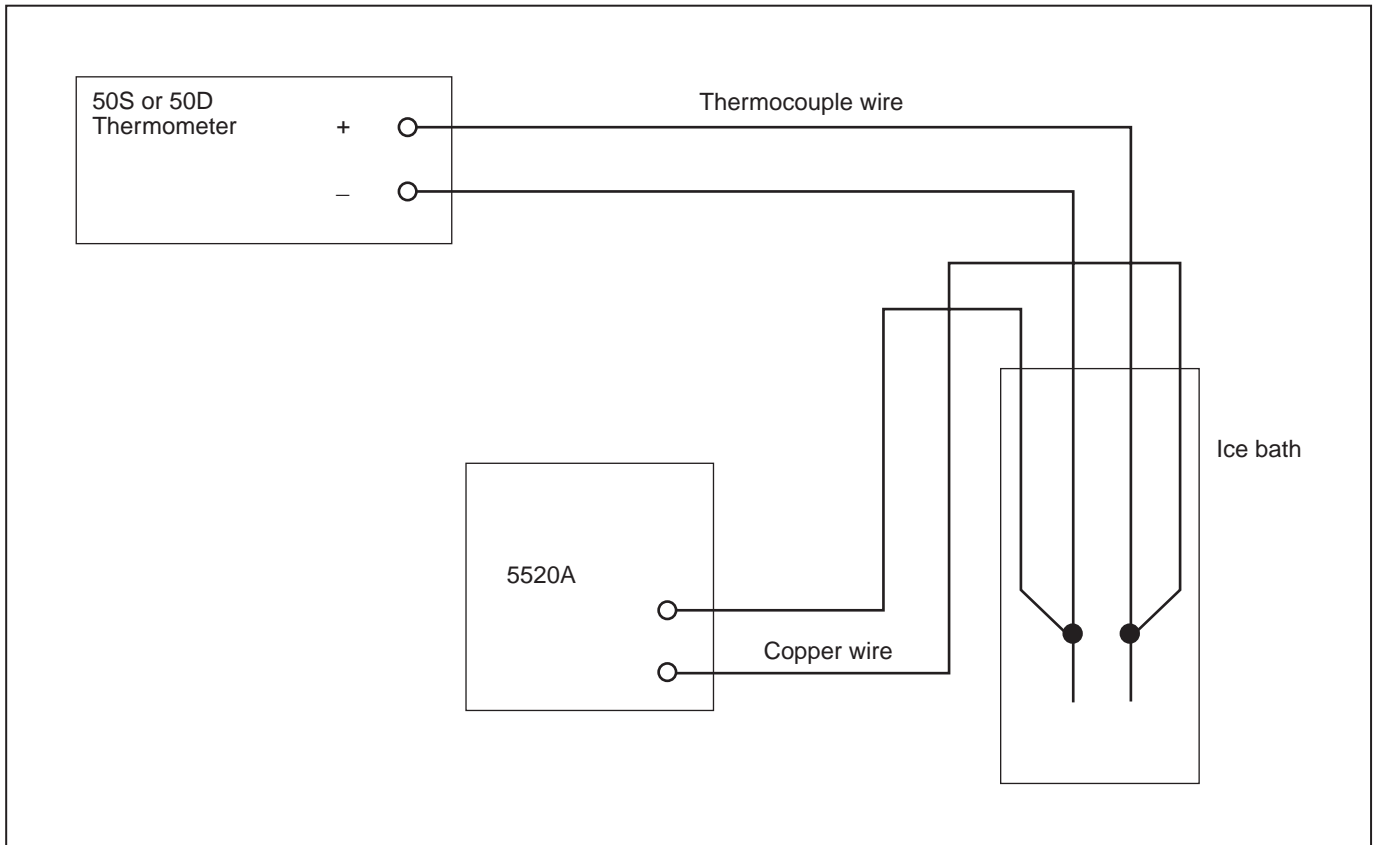 50S or 50D
Thermometer
+
–
Thermocouple wire
Ice bath
5520A
Copper wire